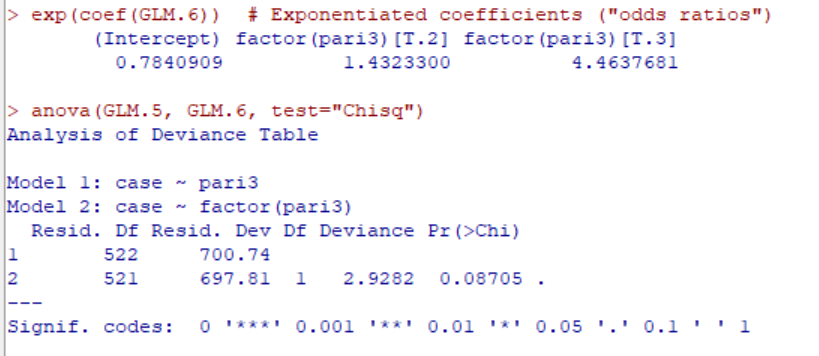 > exp(coef(GLM.6))  # Exponentiated coefficients ("odds ratios")
       (Intercept) factor(pari3)[T.2] factor(pari3)[T.3]
         0.7840909          1.4323300          4.4637681

> anova(GLM.5, GLM.6, test="Chisq")
Analysis of Deviance Table

Model 1: case ~ pari3
Model 2: case ~ factor(pari3)
  Resid. Df Resid. Dev Df Deviance Pr(>Chi)
1       522     700.74
2       521     697.81  1   2.9282  0.08705 .
---
Signif. codes:  0 '***' 0.001 '**' 0.01 '*' 0.05 '.' 0.1 ' ' 1